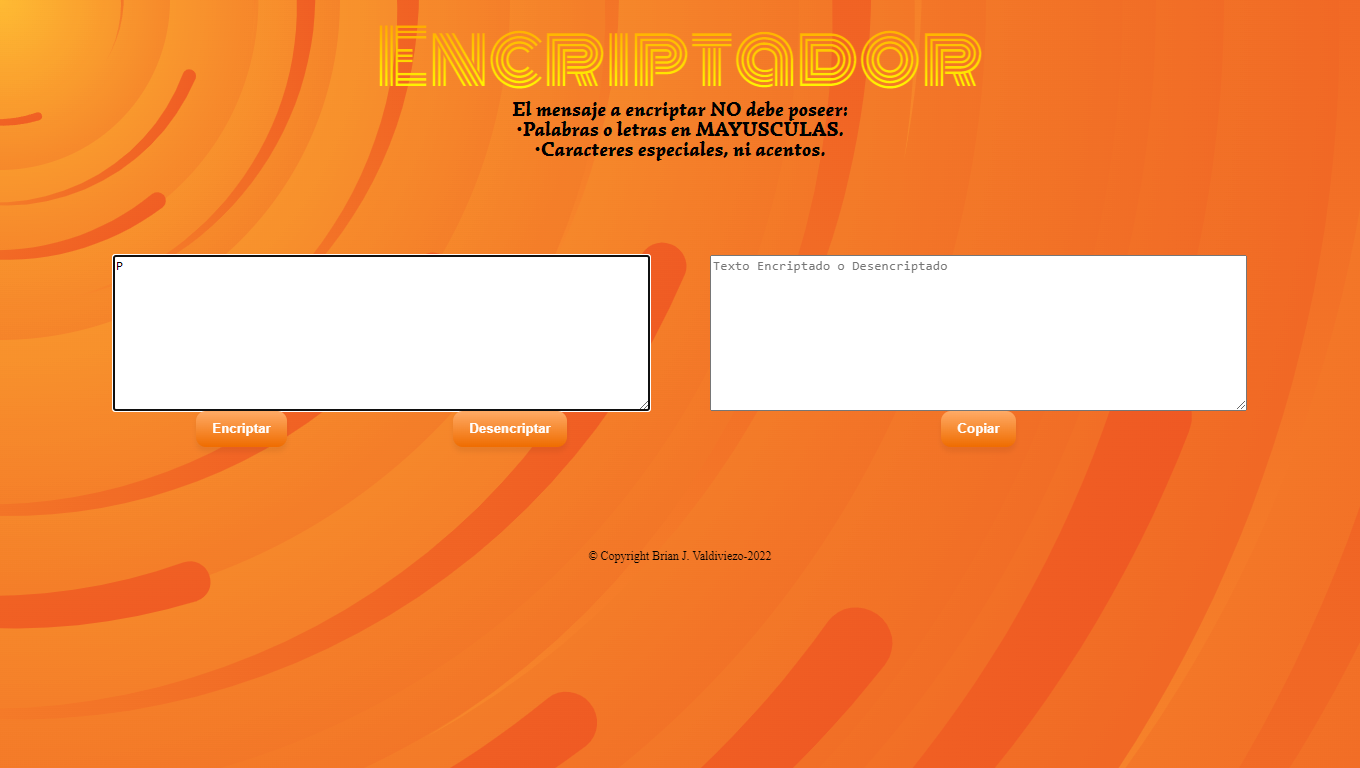 Encriptador
El mensaje a encriptar NO debe poseer:
•Palabras o letras en MAYUSCULAS.
•Caracteres especiales, ni acentos.
P
Texto Encriptado o Desencriptado
Encriptar
Desencriptar
Copiar
© Copyright Brian J. Valdiviezo-2022